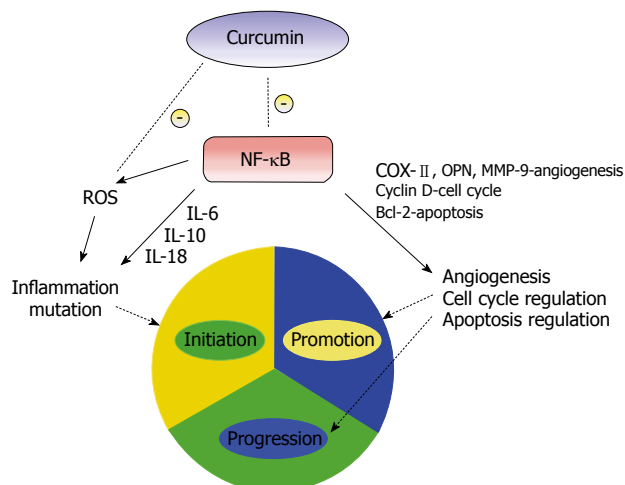 Curcumin
-
-
NF-κB
COX-Ⅱ, OPN, MMP-9-angiogenesis
Cyclin D-cell cycle
Bcl-2-apoptosis
ROS
IL-6
IL-10
IL-18
Inflammation
mutation
Angiogenesis
Cell cycle regulation
Apoptosis regulation
Initiation
Promotion
Progression